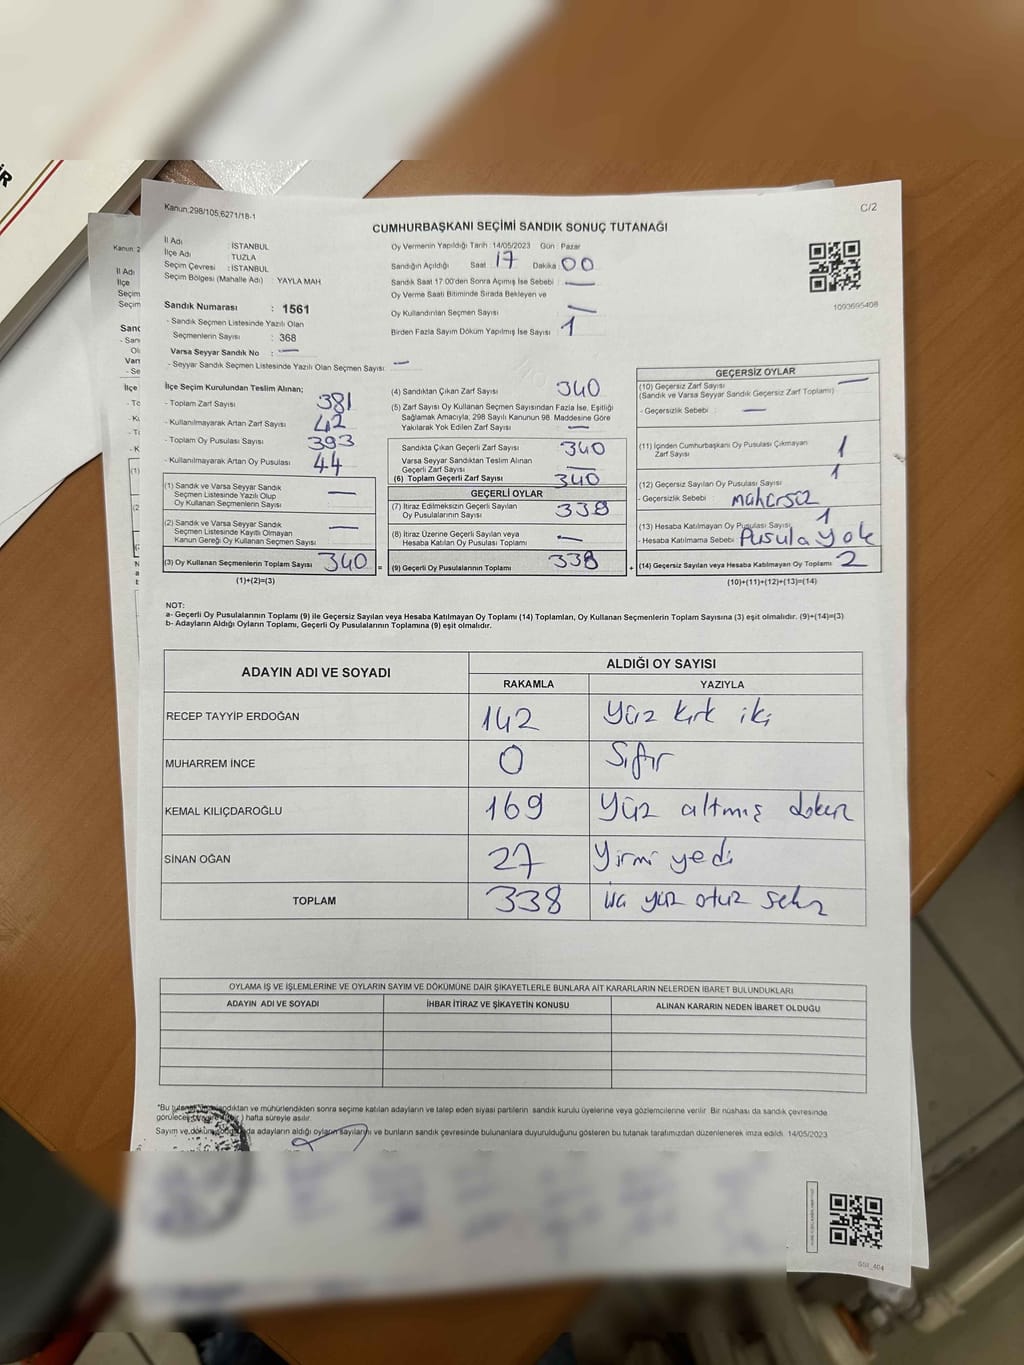 İR
Kanun:298/105,6271/18-1
C/2
CUMHURBAŞKANI SEÇİMİ SANDIK SONUÇ TUTANAĞI
İl Adı : İSTANBUL
İlçe Adı : TUZLA
Seçim Çevresi : İSTANBUL
Seçim Bölgesi (Mahalle Adı) : YAYLA MAH
Sandık Numarası : 1561
- Sandık Seçmen Listesinde Yazılı Olan
Seçmenlerin Sayısı : 368
Varsa Seyyar Sandık No : —
- Seyyar Sandık Seçmen Listesinde Yazılı Olan Seçmen Sayısı : —
Oy Vermenin Yapıldığı Tarih :14/05/2023 Gün : Pazar
Sandığın Açıldığı Saat : 17 Dakika : 00
Sandık Saat 17:00'den Sonra Açımış İse Sebebi : —
Oy Verme Saati Bitiminde Sırada Bekleyen ve
Oy Kullandırılan Seçmen Sayısı : —
Birden Fazla Sayım Döküm Yapılmış İse Sayısı : 1
1093695408
İlçe Seçim Kurulundan Teslim Alınan;
- Toplam Zarf Sayısı 381
- Kullanılmayarak Artan Zarf Sayısı 42
- Toplam Oy Pusulası Sayısı 393
- Kullanılmayarak Artan Oy Pusulası 44
(1) Sandık ve Varsa Seyyar Sandık
Seçmen Listesinde Yazılı Olup
Oy Kullanan Seçmenlerin Sayısı —
(2) Sandık ve Varsa Seyyar Sandık
Seçmen Listesinde Kayıtlı Olmayan
Kanun Gereği Oy Kullanan Seçmen Sayısı —
(3) Oy Kullanan Seçmenlerin Toplam Sayısı 340 =
(1)+(2)=(3)
(4) Sandıktan Çıkan Zarf Sayısı 340
(5) Zarf Sayısı Oy Kullanan Seçmen Sayısından Fazla İse, Eşitliği
Sağlamak Amacıyla, 298 Sayılı Kanunun 98. Maddesine Göre
Yakılarak Yok Edilen Zarf Sayısı —
Sandıkta Çıkan Geçerli Zarf Sayısı 340
Varsa Seyyar Sandıktan Teslim Alınan
Geçerli Zarf Sayısı —
(6) Toplam Geçerli Zarf Sayısı 340
GEÇERLİ OYLAR
(7) İtiraz Edilmeksizin Geçerli Sayılan
Oy Pusulalarının Sayısı 338
(8) İtiraz Üzerine Geçerli Sayılan veya
Hesaba Katılan Oy Pusulası Toplamı —
(9) Geçerli Oy Pusulalarının Toplamı 338 +
GEÇERSİZ OYLAR
(10) Geçersiz Zarf Sayısı —
(Sandık ve Varsa Seyyar Sandık Geçersiz Zarf Toplamı)
- Geçersizlik Sebebi : —
(11) İçinden Cumhurbaşkanı Oy Pusulası Çıkmayan
Zarf Sayısı 1
(12) Geçersiz Sayılan Oy Pusulası Sayısı 1
- Geçersizlik Sebebi : mühürsüz
(13) Hesaba Katılmayan Oy Pusulası Sayısı 1
- Hesaba Katılmama Sebebi : Pusula yok
(14) Geçersiz Sayılan veya Hesaba Katılmayan Oy Toplamı 2
(10)+(11)+(12)+(13)=(14)
NOT:
a- Geçerli Oy Pusulalarının Toplamı (9) ile Geçersiz Sayılan veya Hesaba Katılmayan Oy Toplamı (14) Toplamları, Oy Kullanan Seçmenlerin Toplam Sayısına (3) eşit olmalıdır. (9)+(14)=(3)
b- Adayların Aldığı Oyların Toplamı, Geçerli Oy Pusulalarının Toplamına (9) eşit olmalıdır.
ADAYIN ADI VE SOYADI ALDIĞI OY SAYISI
RAKAMLA YAZIYLA
RECEP TAYYİP ERDOĞAN 142 Yüz kırk iki
MUHARREM İNCE 0 Sıfır
KEMAL KILIÇDAROĞLU 169 Yüz altmış dokuz
SİNAN OĞAN 27 Yirmi yedi
TOPLAM 338 üç yüz otuz sekiz
OYLAMA İŞ VE İŞLEMLERİNE VE OYLARIN SAYIM VE DÖKÜMÜNE DAİR ŞİKAYETLERLE BUNLARA AİT KARARLARIN NELERDEN İBARET BULUNDUKLARI
ADAYIN ADI VE SOYADI İHBAR İTİRAZ VE ŞİKAYETİN KONUSU ALINAN KARARIN NEDEN İBARET OLDUĞU
landıktan ve mühürlendikten sonra seçime katılan adayların ve talep eden siyasi partilerin sandık kurulu üyelerine veya gözlemcilerine verilir. Bir nüshası da sandık çevresinde
) hafta süreyle asılır.
adayların aldığı oyların sayılarını ve bunların sandık çevresinde bulunanlara duyurulduğunu gösteren bu tutanak tarafımızdan düzenlenerek imza edildi. 14/05/2023